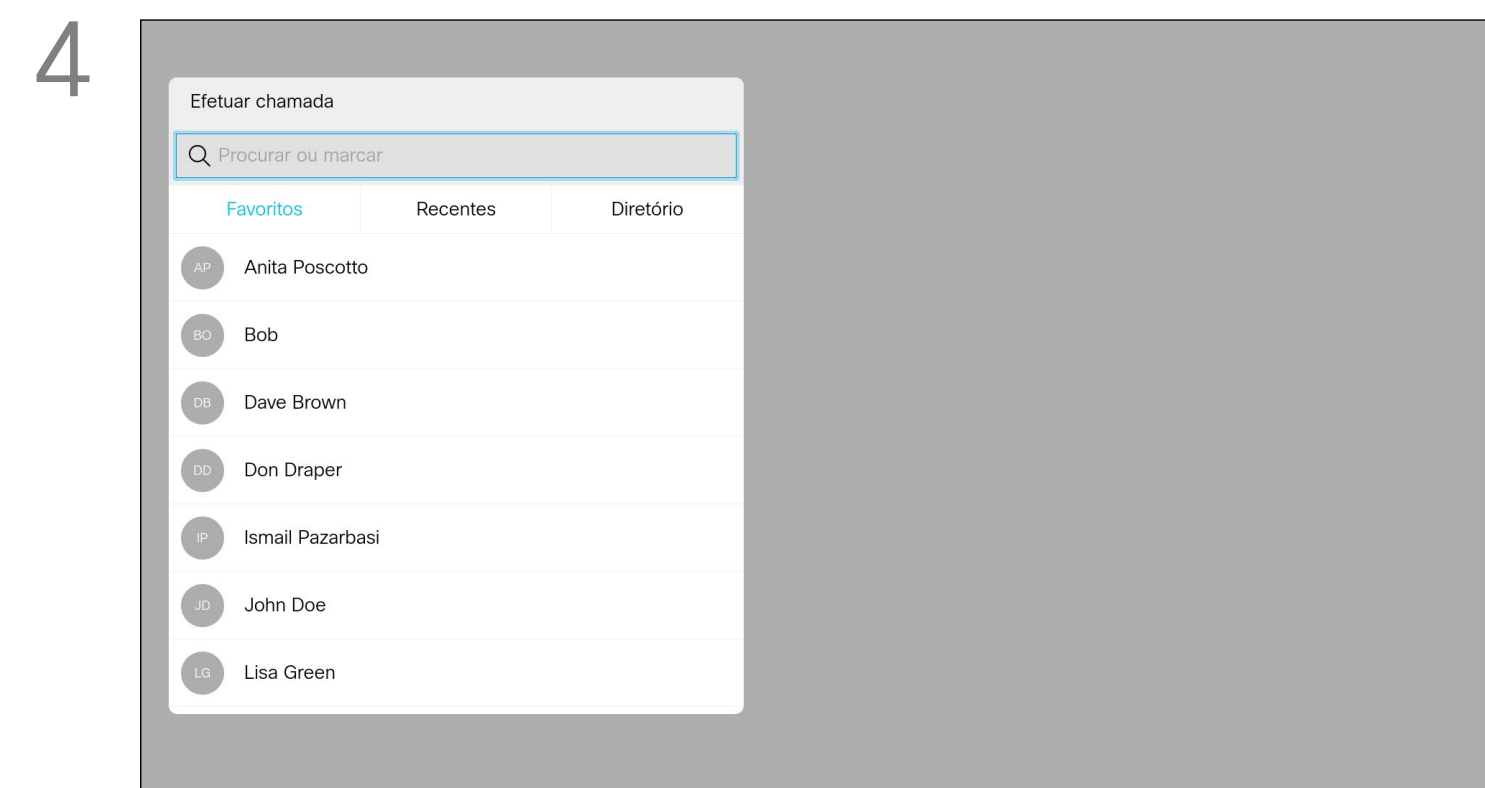 4
Efetuar chamada
Procurar ou marcar
Favoritos Recentes Diretório
AP Anita Poscotto
BO Bob
DB Dave Brown
DD Don Draper
IP Ismail Pazarbasi
JD John Doe
LG Lisa Green